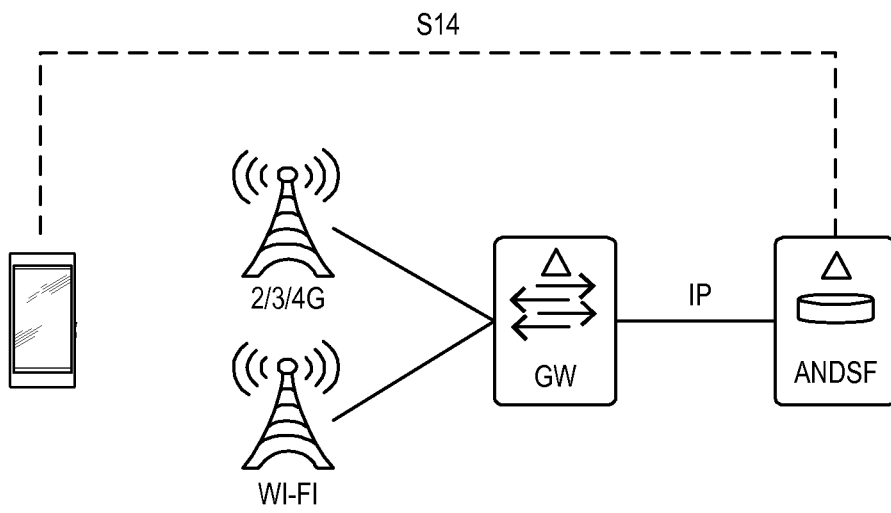 S14
2/3/4G
IP
GW
ANDSF
WI-FI